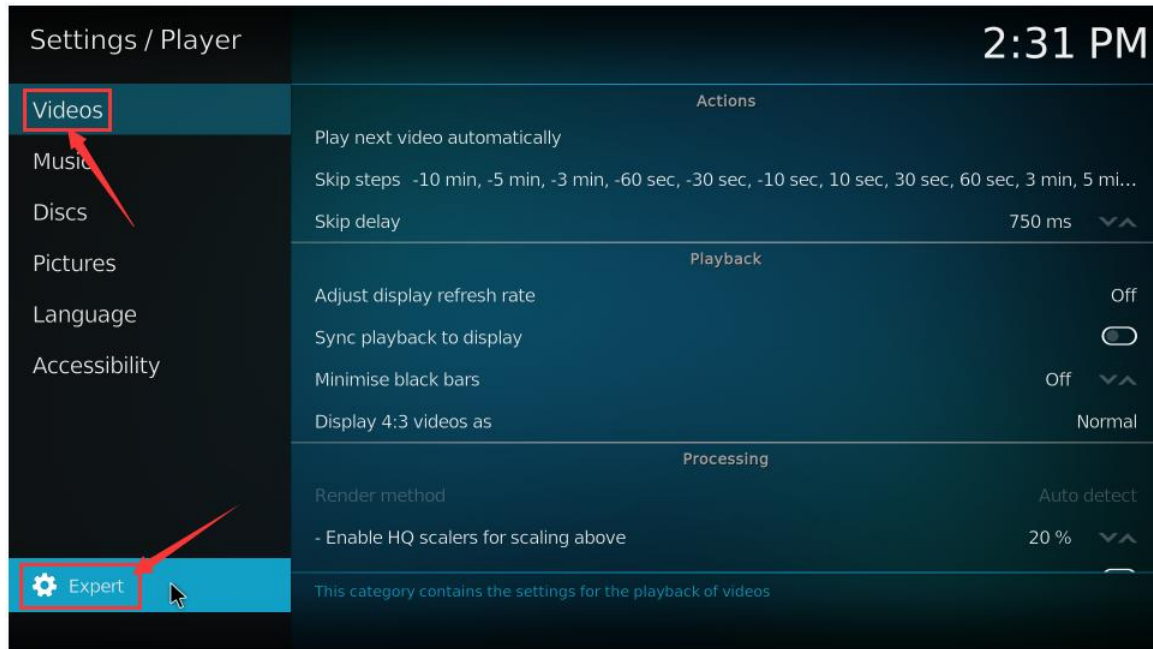 Settings / Player
2:31 PM
Videos
Music
Discs
Pictures
Language
Accessibility
Expert
Actions
Play next video automatically
Skip steps -10 min, -5 min, -3 min, -60 sec, -30 sec, -10 sec, 10 sec, 30 sec, 60 sec, 3 min, 5 mi...
Skip delay 750 ms
Playback
Adjust display refresh rate Off
Sync playback to display
Minimise black bars Off
Display 4:3 videos as Normal
Processing
Render method Auto detect
- Enable HQ scalers for scaling above 20 %
This category contains the settings for the playback of videos